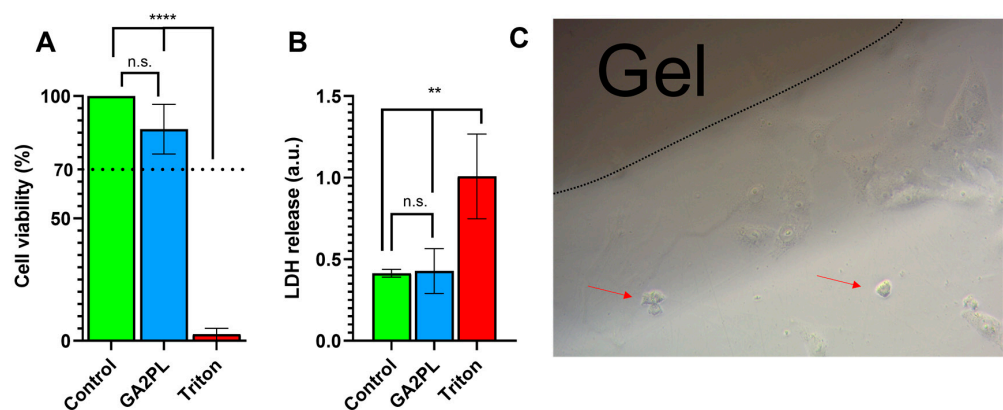 A
****
n.s.
100
70
50
0
Cell viability (%)
Control
GA2PL
Triton
B
**
n.s.
1.5
1.0
0.5
0.0
LDH release (a.u.)
Control
GA2PL
Triton
C
Gel